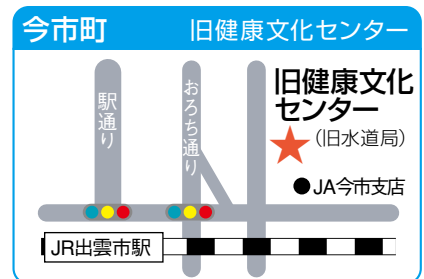 今市町 旧健康文化センター
駅通り
おろち通り
旧健康文化
センター
(旧水道局)
JA今市支店
JR出雲市駅